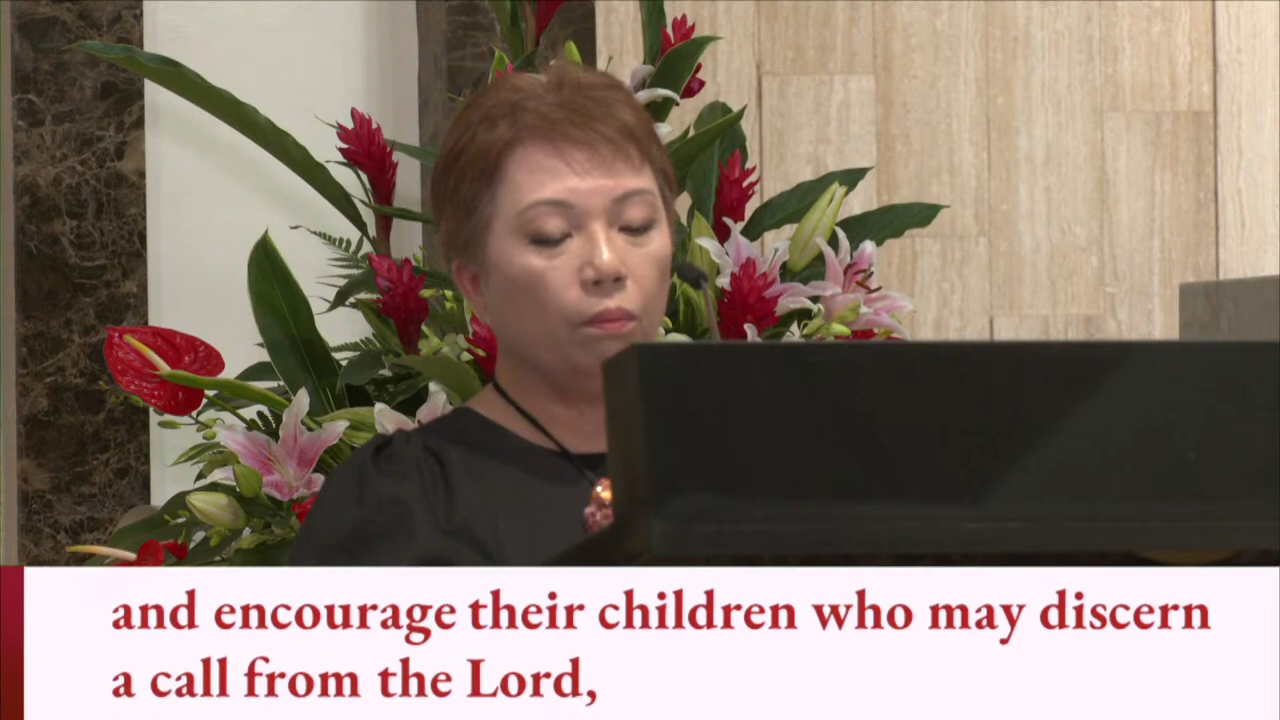 and encourage their children who may discern
a call from the Lord,